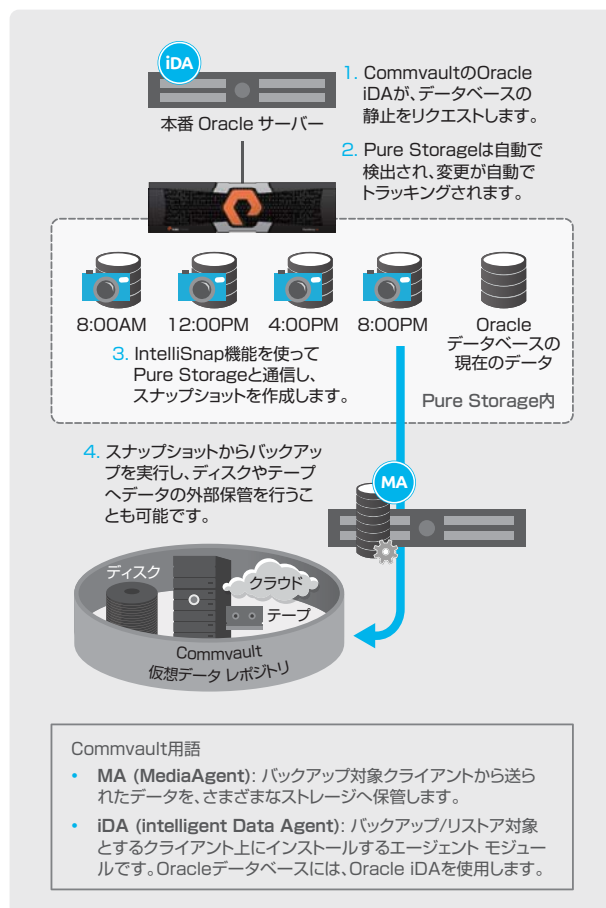 iDA
本番 Oracle サーバー
1. CommvaultのOracle
iDAが、データベースの
静止をリクエストします。
2. Pure Storageは自動で
検出され、変更が自動で
トラッキングされます。
8:00AM
12:00PM
4:00PM
8:00PM
Oracle
データベースの
現在のデータ
3. IntelliSnap機能を使って
Pure Storageと通信し、
スナップショットを作成します。
Pure Storage内
4. スナップショットからバックアッ
プを実行し、ディスクやテープ
へデータの外部保管を行うこ
とも可能です。
MA
ディスク
クラウド
テープ
Commvault
仮想データ レポジトリ
Commvault用語
• MA (MediaAgent): バックアップ対象クライアントから送ら
れたデータを、さまざまなストレージへ保管します。
• iDA (intelligent Data Agent): バックアップ/リストア対象
とするクライアント上にインストールするエージェント モジュー
ルです。Oracleデータベースには、Oracle iDAを使用します。